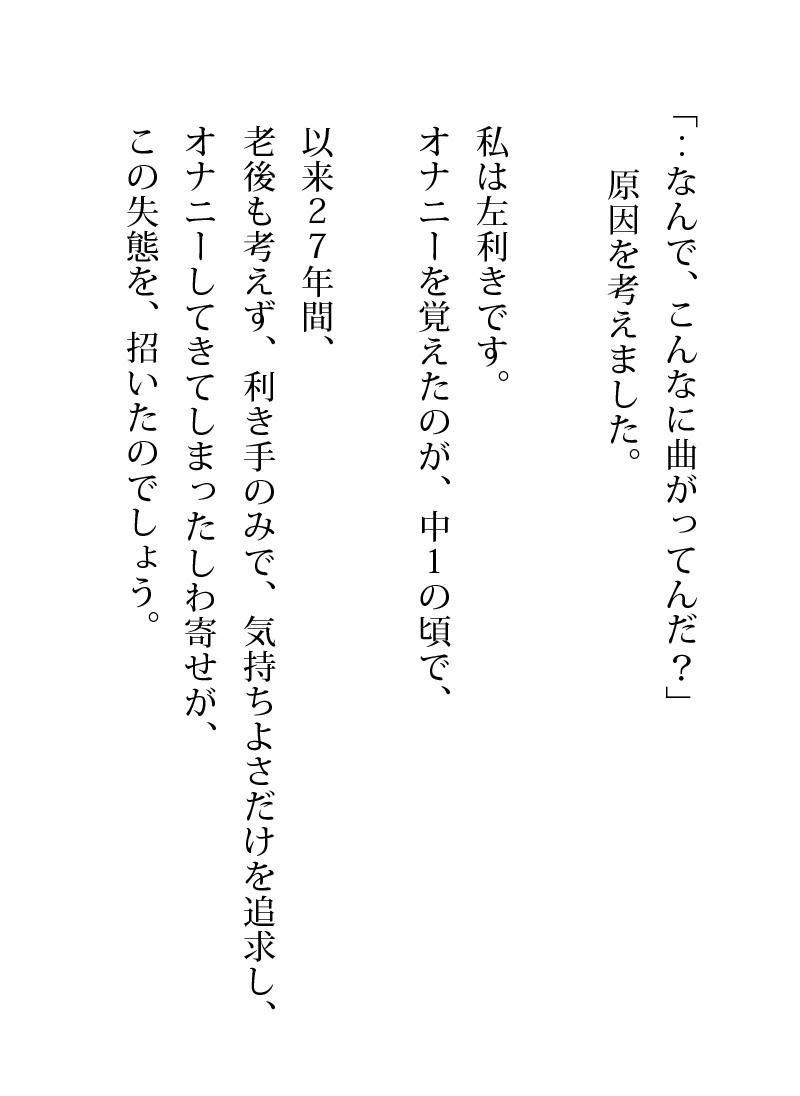 「‥なんで、こんなに曲がってんだ？」
原因を考えました。
私は左利きです。
オナニーを覚えたのが、中１の頃で、
以来２７年間、
老後も考えず、利き手のみで、気持ちよさだけを追求し、
オナニーしてきてしまったしわ寄せが、
この失態を、招いたのでしょう。